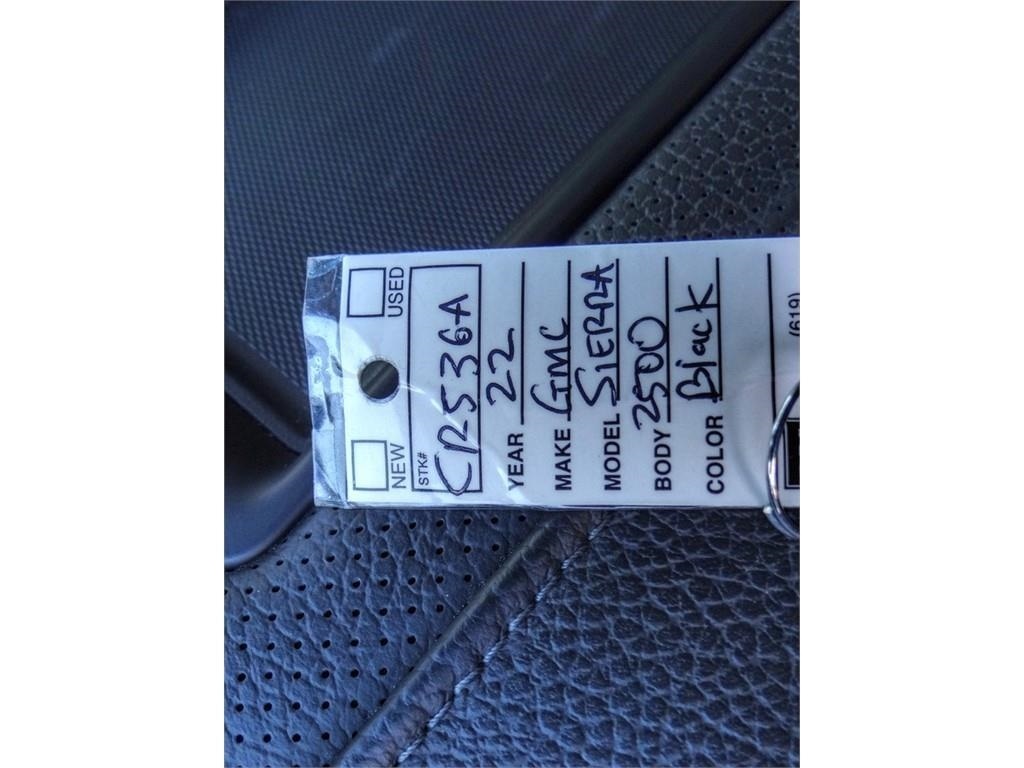 NEW USED
STK# CR536A
YEAR 22
MAKE GMC
MODEL SIERRA
BODY 2500
COLOR Black
(619)